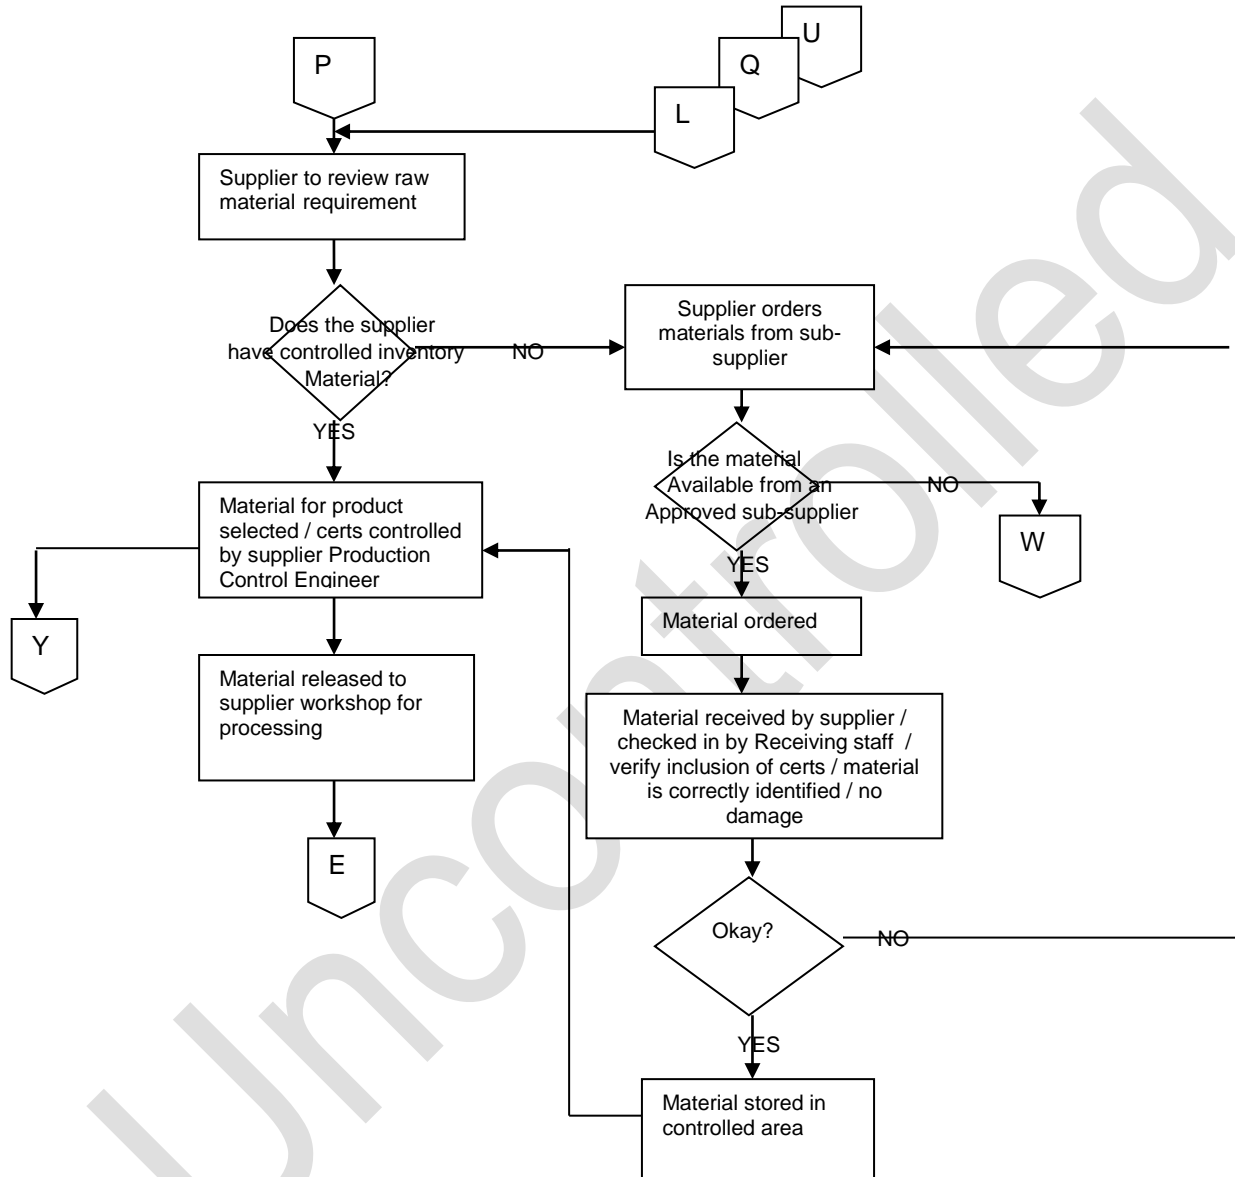 P
U
Q
L
Supplier to review raw
material requirement
Does the supplier
have controlled inventory
Material?
NO
YES
Supplier orders
materials from sub-
supplier
Is the material
Available from an
Approved sub-supplier
NO
W
YES
Material for product
selected / certs controlled
by supplier Production
Control Engineer
Y
Material ordered
Material released to
supplier workshop for
processing
E
Material received by supplier /
checked in by Receiving staff /
verify inclusion of certs / material
is correctly identified / no
damage
Okay?
NO
YES
Material stored in
controlled area
Uncontrolled